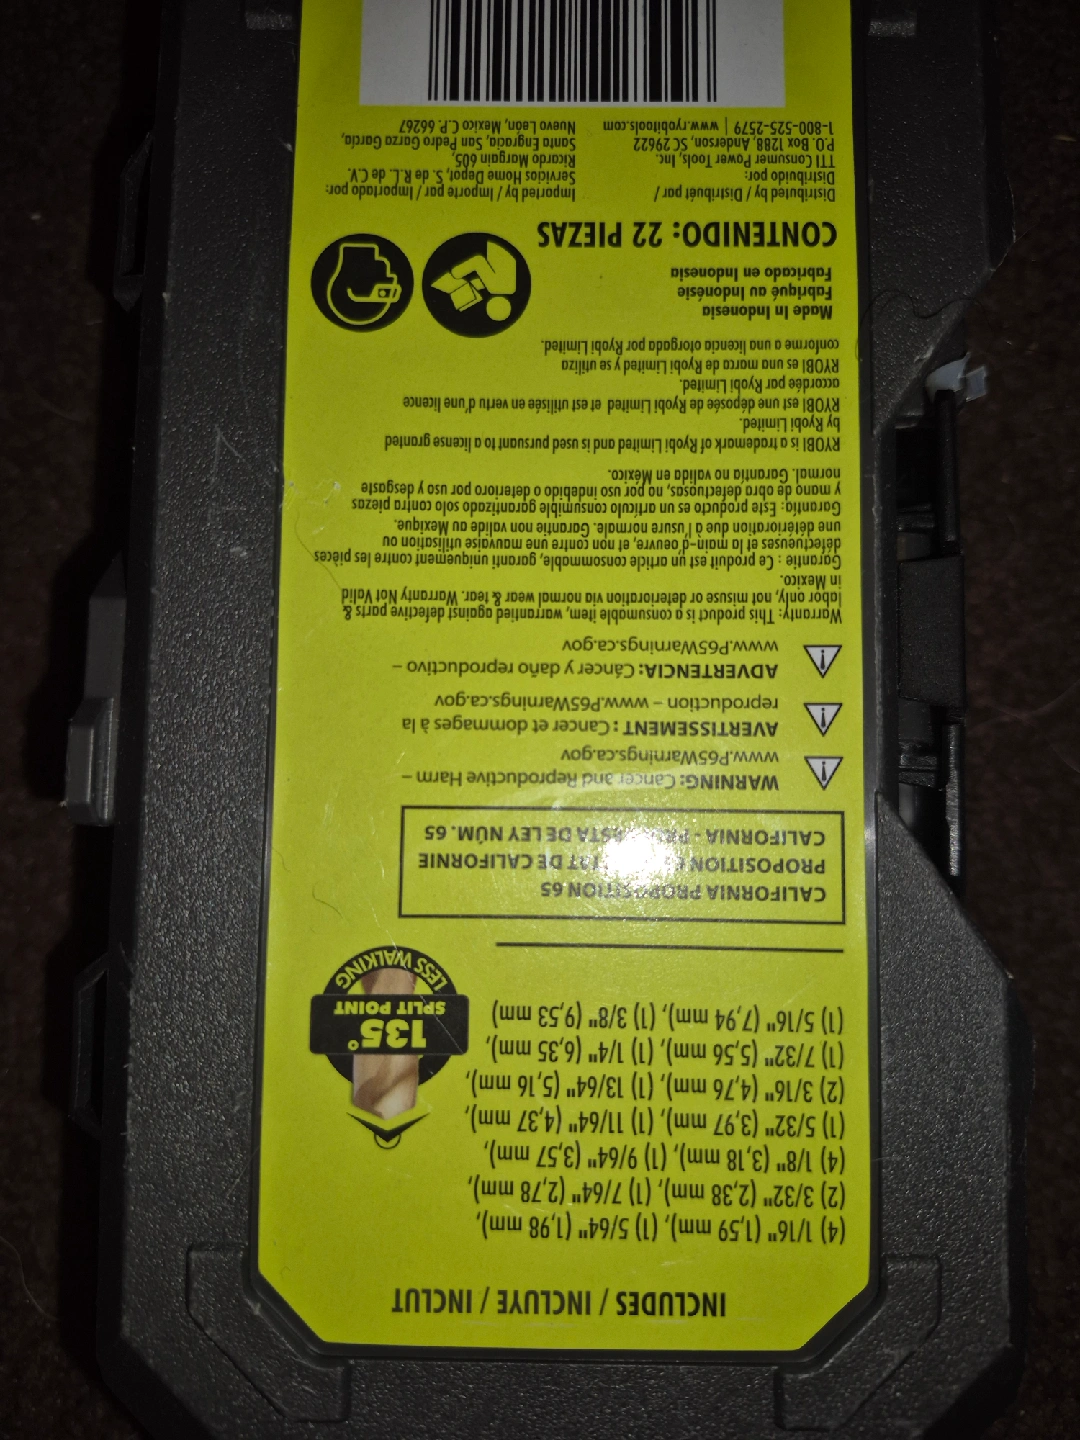 INCLUDES / INCLUYE / INCLUT
(4) 1/16" (1,59 mm), (1) 5/64" (1,98 mm),
(2) 3/32" (2,38 mm), (1) 7/64" (2,78 mm),
(4) 1/8" (3,18 mm), (1) 9/64" (3,57 mm),
(1) 5/32" (3,97 mm), (1) 11/64" (4,37 mm),
(2) 3/16" (4,76 mm), (1) 13/64" (5,16 mm),
(1) 7/32" (5,56 mm), (1) 1/4" (6,35 mm),
(1) 5/16" (7,94 mm), (1) 3/8" (9,53 mm)
135°
SPLIT POINT
LESS WALKING
CALIFORNIA PROPOSITION 65
PROPOSITION DE CALIFORNIE
CALIFORNIA - DE LEY NÚM. 65
WARNING: Cancer and Reproductive Harm –
www.P65Warnings.ca.gov
AVERTISSEMENT : Cancer et dommages à la
reproduction – www.P65Warnings.ca.gov
ADVERTENCIA: Cáncer y daño reproductivo –
www.P65Warnings.ca.gov
Warranty: This product is a consumable item, warrantied against defective parts &
labor only, not misuse or deterioration via normal wear & tear. Warranty Not Valid
in Mexico.
Garantie : Ce produit est un article consommable, garanti uniquement contre les pièces
défectueuses et la main-d'oeuvre, et non contre une mauvaise utilisation ou
une détérioration due a l'usure normale. Garantie non valide au Mexique.
Garantía: Este producto es un artículo consumible garantizado solo contra piezas
y mano de obra defectuosas, no por uso indebido o deterioro por uso y desgaste
normal. Garantía no valida en México.
RYOBI is a trademark of Ryobi Limited and is used pursuant to a license granted
by Ryobi Limited.
RYOBI est une déposée de Ryobi Limited et est utilisée en vertu d'une licence
accordée par Ryobi Limited.
RYOBI es una marca de Ryobi Limited y se utiliza
conforme a una licencia otorgada por Ryobi Limited.
Made In Indonesia
Fabriqué au Indonésie
Fabricado en Indonesia
CONTENIDO: 22 PIEZAS
Distributed by / Distribuét par /
Distribuido por:
TTI Consumer Power Tools, Inc.
P.O. Box 1288, Anderson, SC 29622
1-800-525-2579 | www.ryobitools.com
Imported by / Importe par / Importado por:
Servicios Home Depot, S. de R.L. de C.V.
Ricardo Margain 605,
Santa Engracia, San Pedro Garza García,
Nuevo León, Mexico C.P. 66267